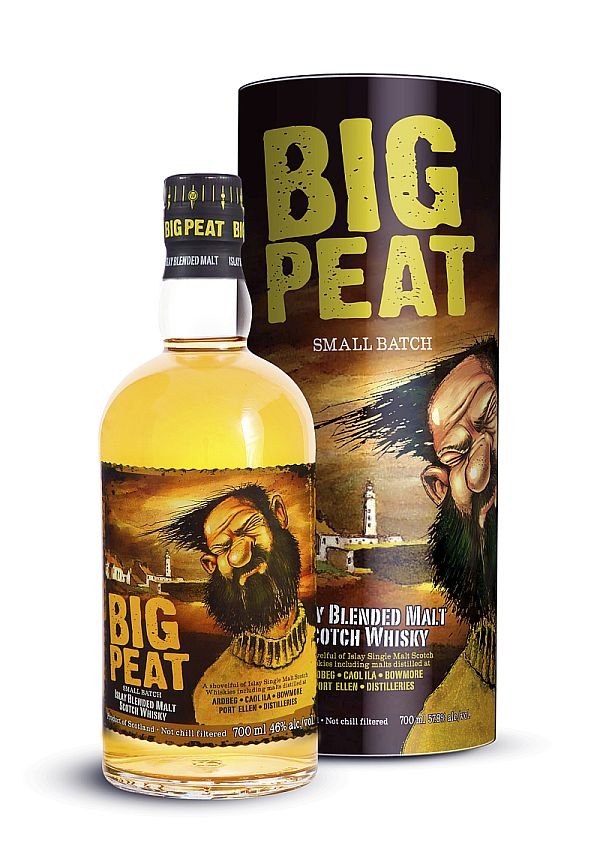 BIG
PEAT
SMALL BATCH
BLENDED MALT
SCOTCH WHISKY
of Islay Single Malt Scotch
including malts distilled at
ARDBEG • CAOL ILA • BOWMORE
PORT ELLEN • DISTILLERIES
• Not chill filtered 700 ml
BIG PEAT BIG
ISLAY BLENDED MALT ISLAY
BIG
PEAT
SMALL BATCH
ISLAY BLENDED MALT
SCOTCH WHISKY
A shovelful of Islay Single Malt Scotch
Whiskies including malts distilled at
ARDBEG • CAOL ILA • BOWMORE
PORT ELLEN • DISTILLERIES
Product of Scotland • Not chill filtered 700 ml 46% alc./vol.